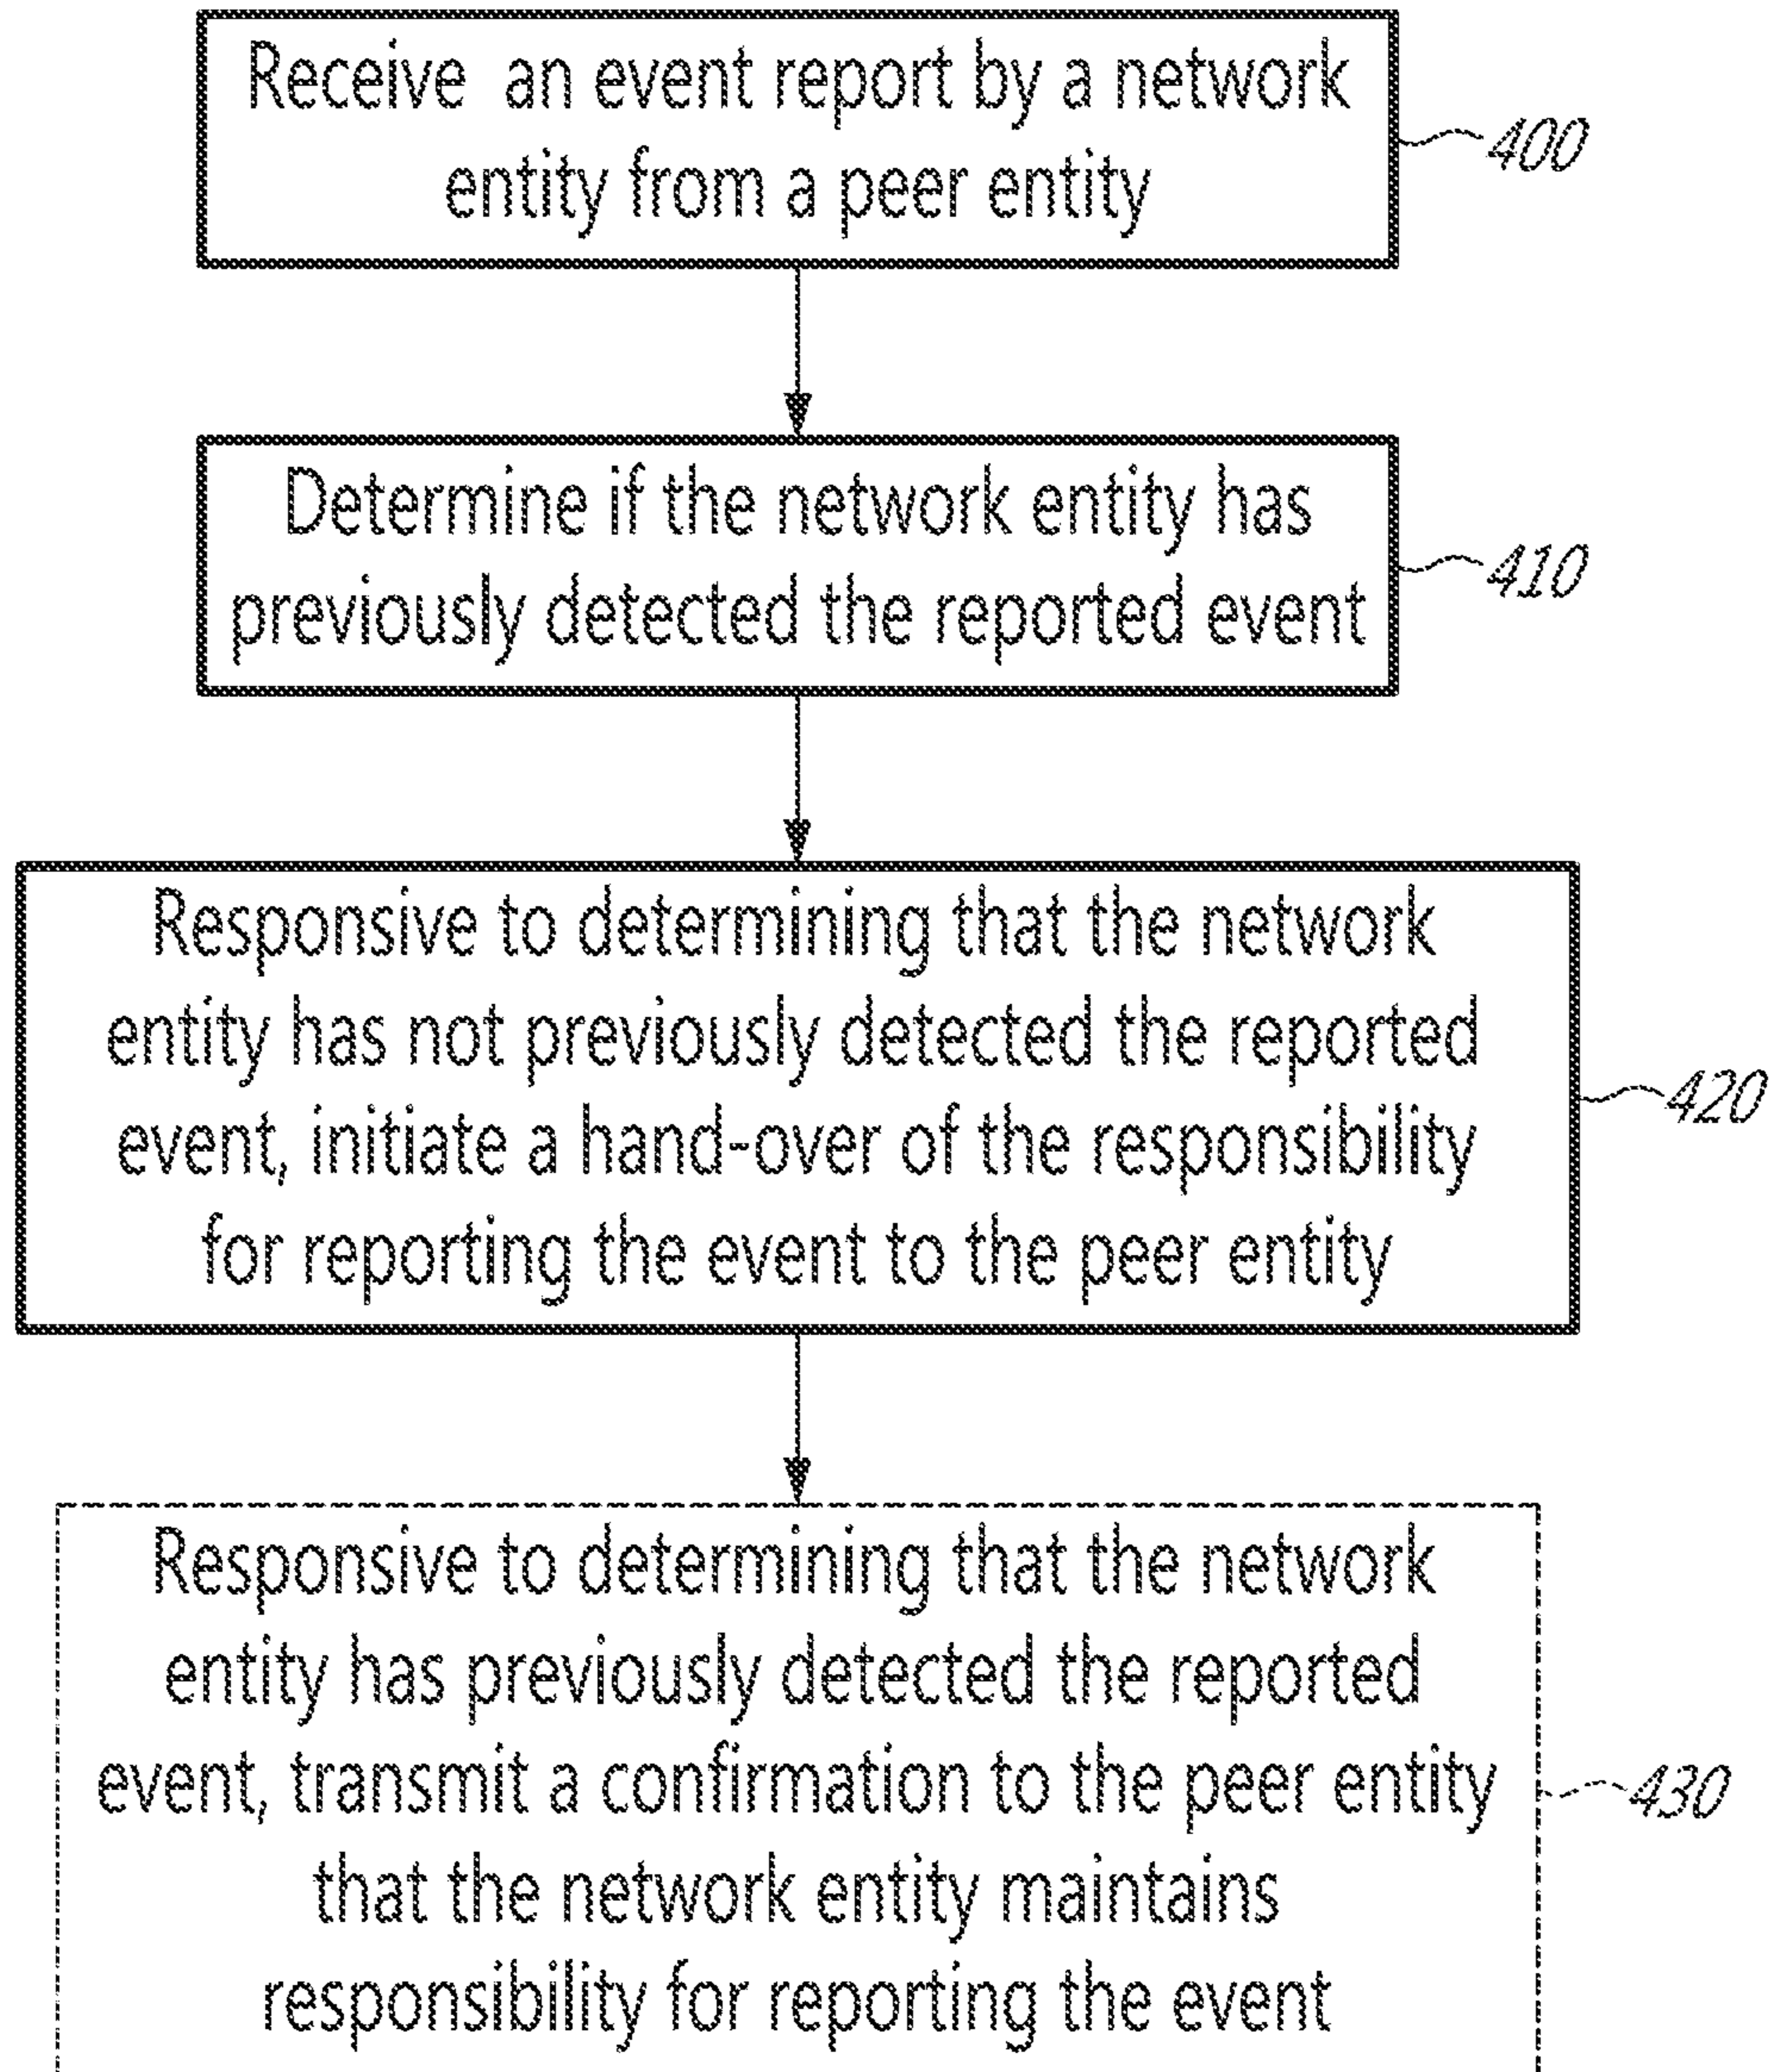 Receive an event report by a network
entity from a peer entity
400
Determine if the network entity has
previously detected the reported event
410
Responsive to determining that the network
entity has not previously detected the reported
event, initiate a hand-over of the responsibility
for reporting the event to the peer entity
420
Responsive to determining that the network
entity has previously detected the reported
event, transmit a confirmation to the peer entity
that the network entity maintains
responsibility for reporting the event
430